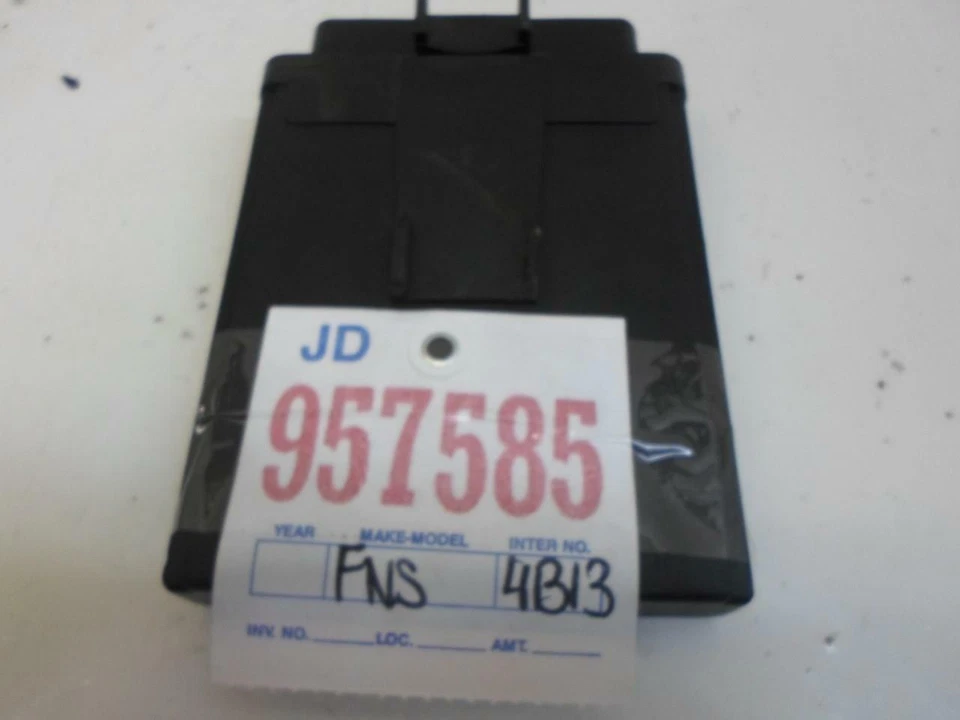 JD
957585
YEAR MAKE-MODEL INTER NO.
FNS 4B13
INV. NO. LOC. AMT.